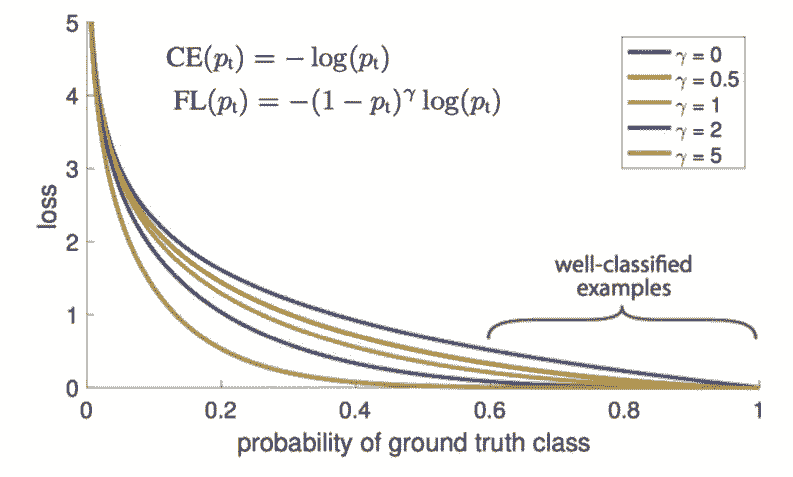 CE(pt) = − log(pt)
FL(pt) = −(1 − pt)^γ log(pt)
γ = 0
γ = 0.5
γ = 1
γ = 2
γ = 5
well-classified
examples
5
4
3
2
1
0
loss
0 0.2 0.4 0.6 0.8 1
probability of ground truth class